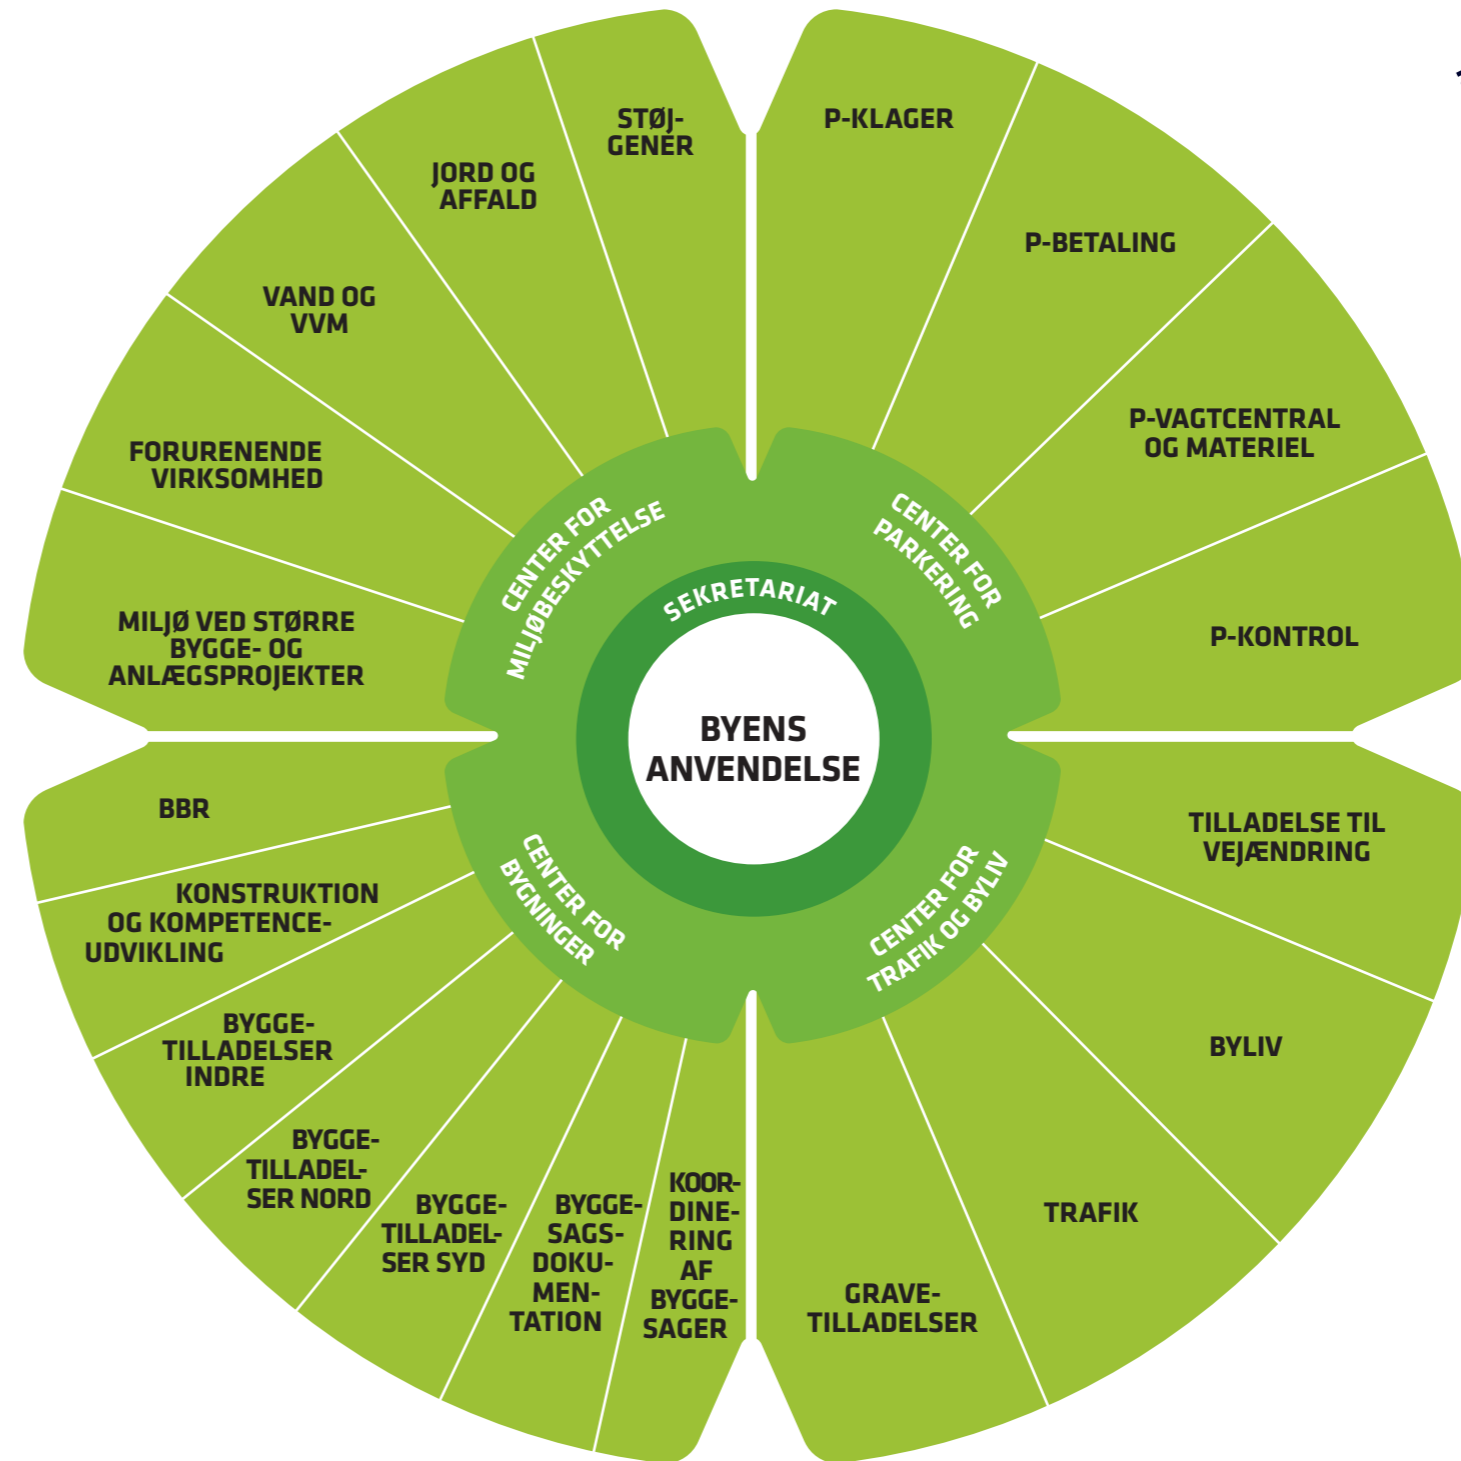 STØJ-
GENER
JORD OG
AFFALD
VAND OG
VVM
FORURENENDE
VIRKSOMHED
MILJØ VED STØRRE
BYGGE- OG
ANLÆGSPROJEKTER
P-KLAGER
P-BETALING
P-VAGTCENTRAL
OG MATERIEL
P-KONTROL
CENTER FOR
MILJØBESKYTTELSE
CENTER FOR
PARKERING
SEKRETARIAT
BYENS
ANVENDELSE
CENTER FOR
BYGNINGER
CENTER FOR
TRAFIK OG BYLIV
BBR
KONSTRUKTION
OG KOMPETENCE-
UDVIKLING
BYGGE-
TILLADELSER
INDRE
BYGGE-
TILLADEL-
SER NORD
BYGGE-
TILLADEL-
SER SYD
BYGGE-
SAGS-
DOKU-
MEN-
TATION
KOOR-
DINE-
RING
AF
BYGGE-
SAGER
TILLADELSE TIL
VEJÆNDRING
BYLIV
TRAFIK
GRAVE-
TILLADELSER